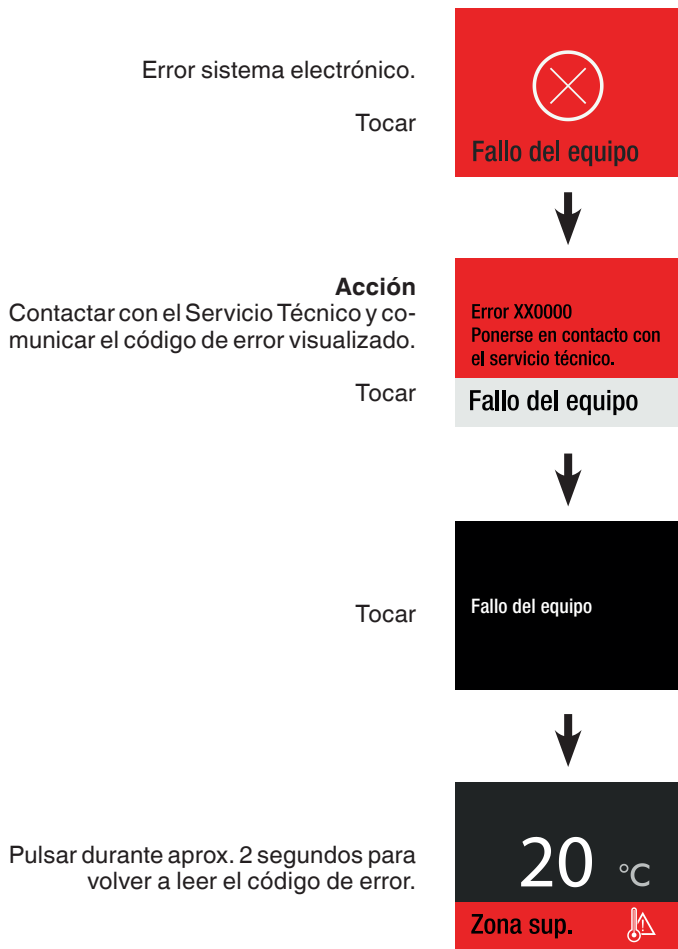 Error sistema electrónico.
Tocar
Fallo del equipo
Acción
Contactar con el Servicio Técnico y co-
municar el código de error visualizado.
Tocar
Error XX0000
Ponerse en contacto con
el servicio técnico.
Fallo del equipo
Tocar
Fallo del equipo
Pulsar durante aprox. 2 segundos para
volver a leer el código de error.
20 °C
Zona sup.